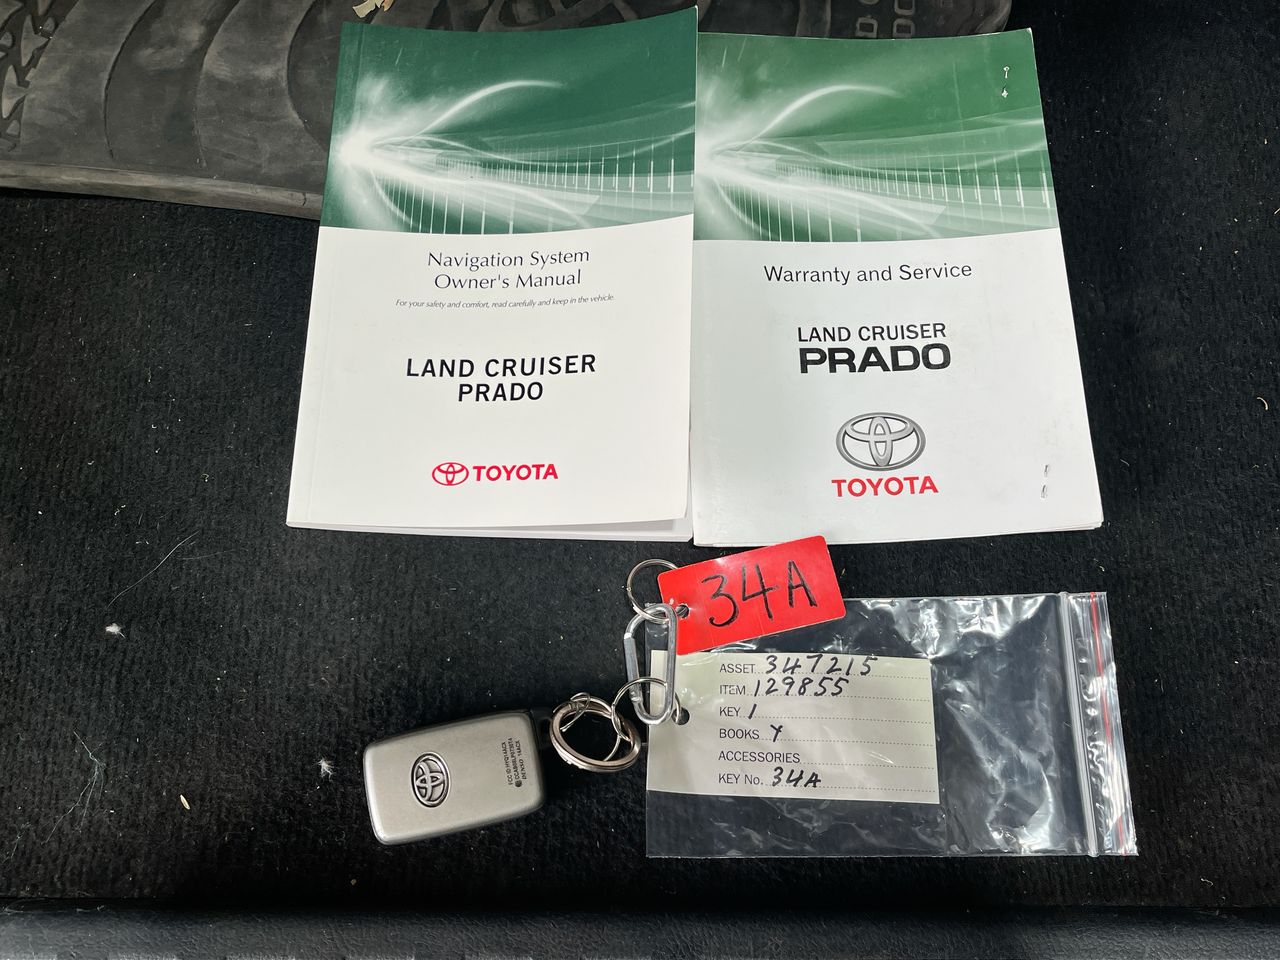 Navigation System
Owner's Manual
For your safety and comfort, read carefully and keep in the vehicle.
LAND CRUISER
PRADO
TOYOTA
Warranty and Service
LAND CRUISER
PRADO
TOYOTA
34A
ASSET 347215
ITEM 129855
KEY 1
BOOKS Y
ACCESSORIES
KEY No. 34A